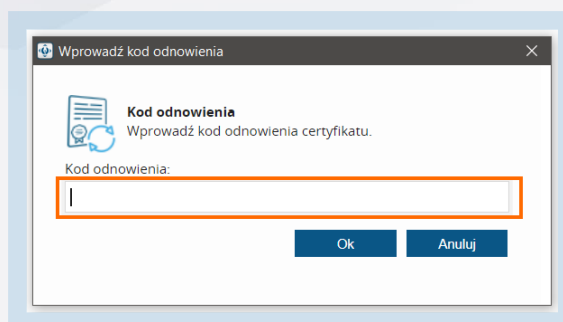 Wprowadź kod odnowienia
Kod odnowienia
Wprowadź kod odnowienia certyfikatu.
Kod odnowienia:
Ok Anuluj